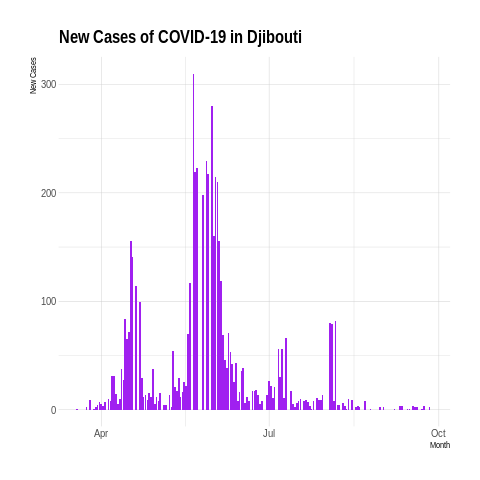 New Cases of COVID-19 in Djibouti
New Cases
300
200
100
0
Apr
Jul
Oct
Month